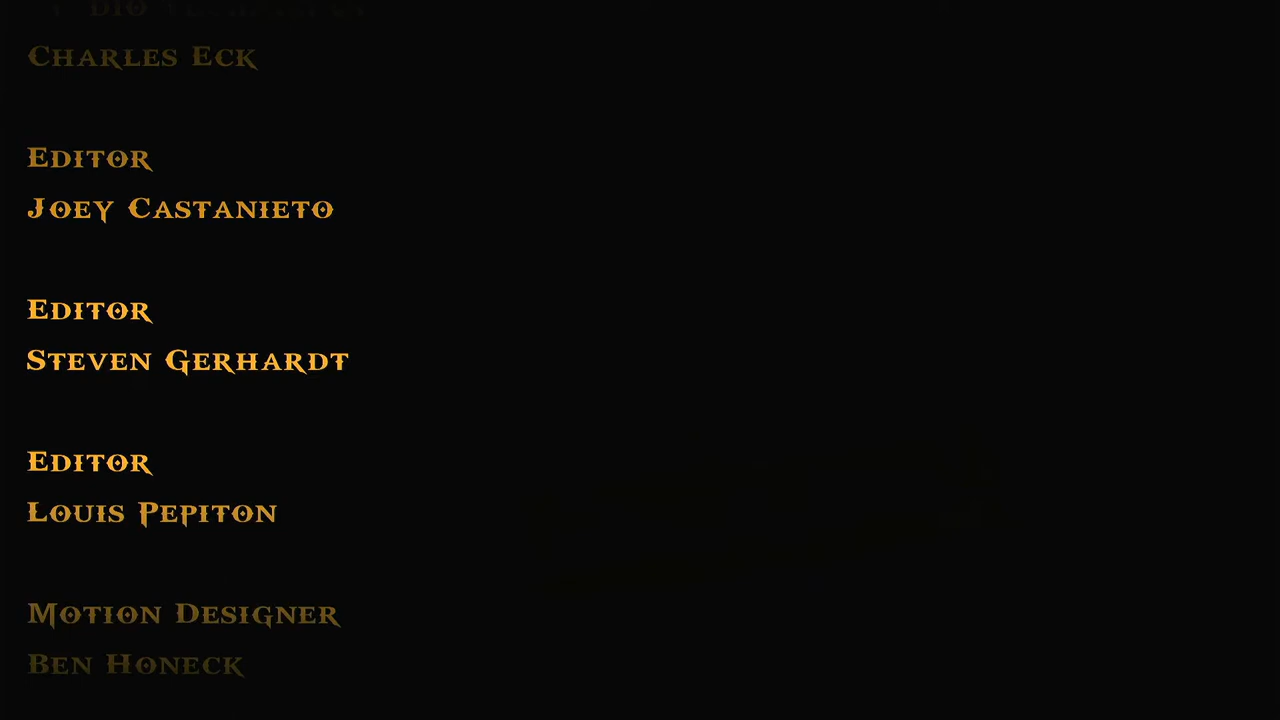 Charles Eck
Editor
Joey Castanieto
Editor
Steven Gerhardt
Editor
Louis Pepiton
Motion Designer
Ben Honeck